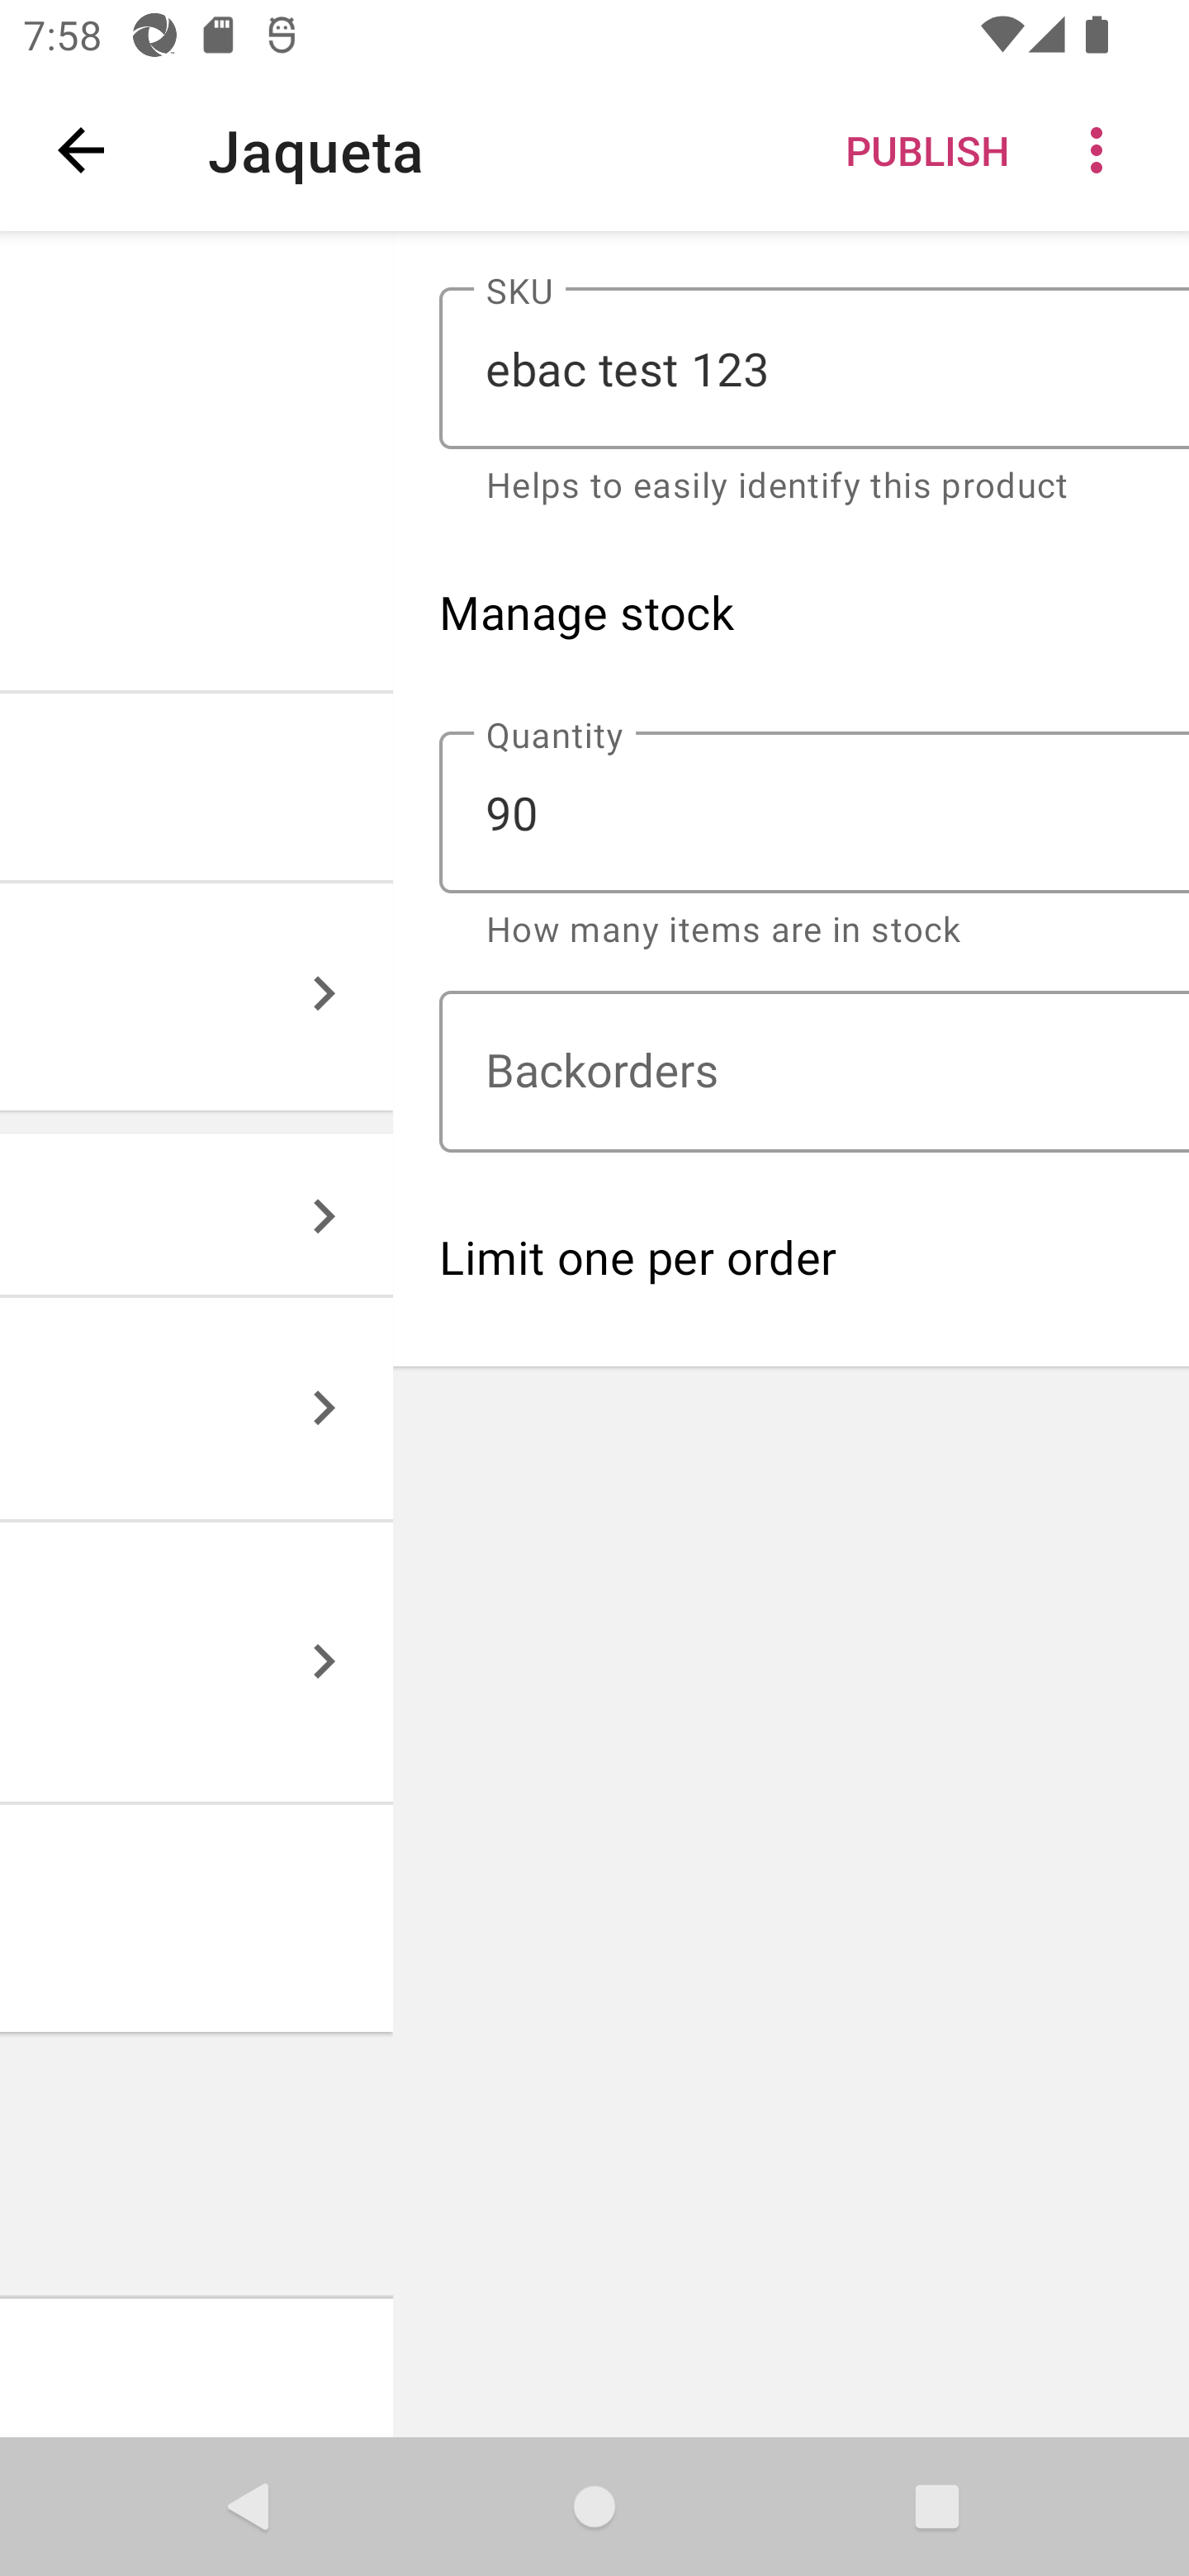 7:58
Jaqueta
PUBLISH
SKU
ebac test 123
Helps to easily identify this product
Manage stock
Quantity
90
How many items are in stock
Backorders
Limit one per order